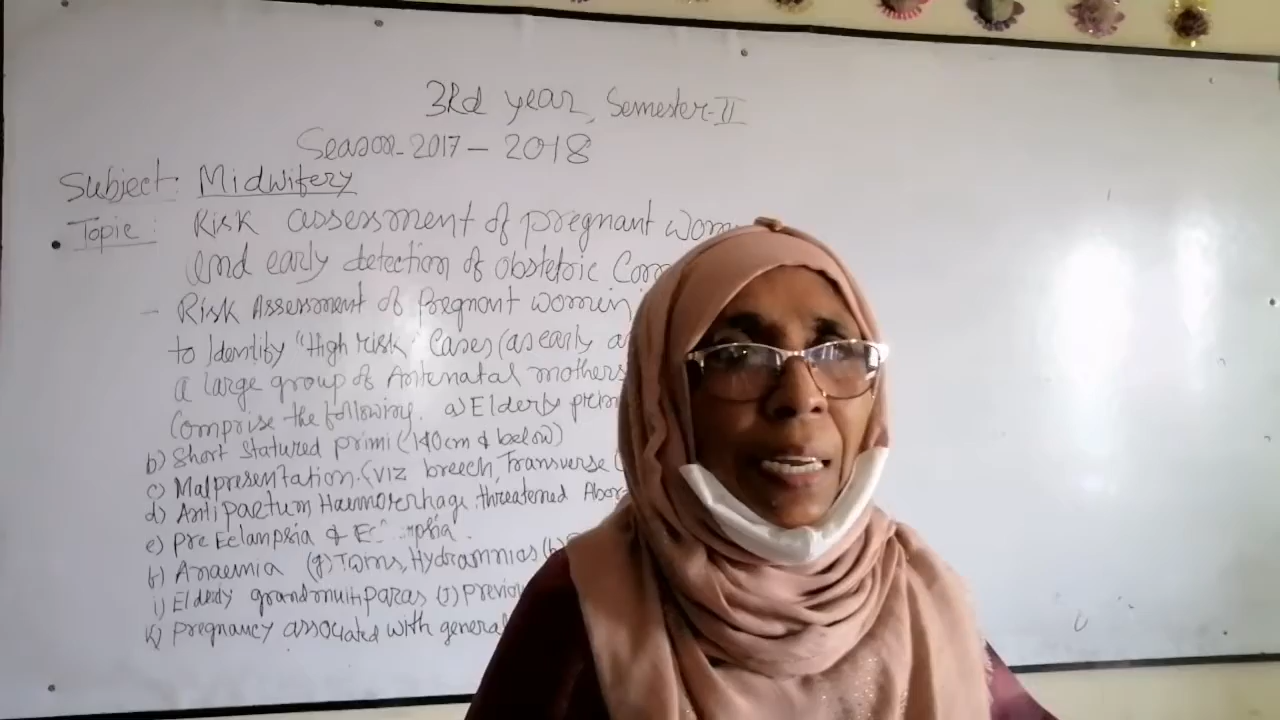 3Rd year, Semester-II
Season-2017-2018
Subject: Midwifery
Topic: Risk assessment of pregnant
and early detection of obstetric
- Risk Assessment of Pregnant women
to Identify "High risk" Cases (as early
a large group of Antenatal mothers
Comprise the following. a) Elderly
b) Short statured primi (140cm & below)
c) Malpresentation. (viz breech, Transverse
d) Antipartum Haemorrhage, threatened
e) Pre Eclampsia &
f) Anaemia (g) Twins, Hydramnios (h)
i) Elderly grandmultiparas (J)
k) Pregnancy associated with general